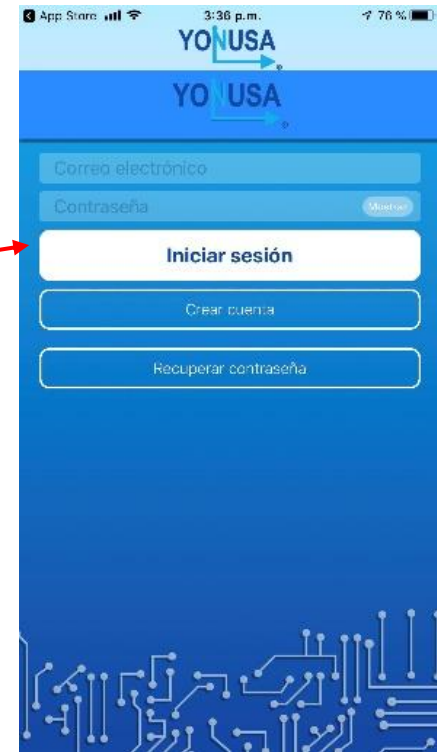 App Store 3:36 p.m. 76 %
YONUSA
YONUSA
Correo electrónico
Contraseña Mostrar
Iniciar sesión
Crear cuenta
Recuperar contraseña